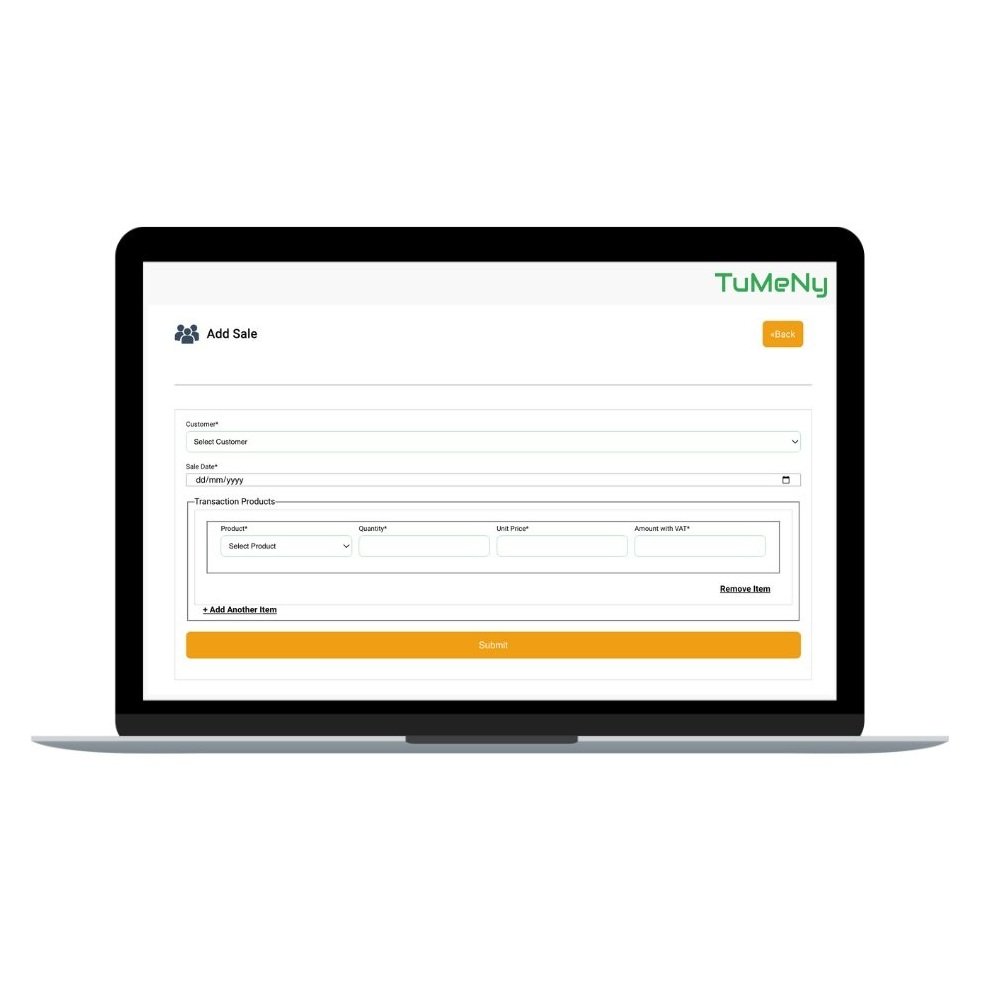 TuMeNy
Add Sale
<Back
Customer*
Select Customer
Sale Date*
dd/mm/yyyy
Transaction Products
Product* Quantity* Unit Price* Amount with VAT*
Select Product
Remove Item
+ Add Another Item
Submit